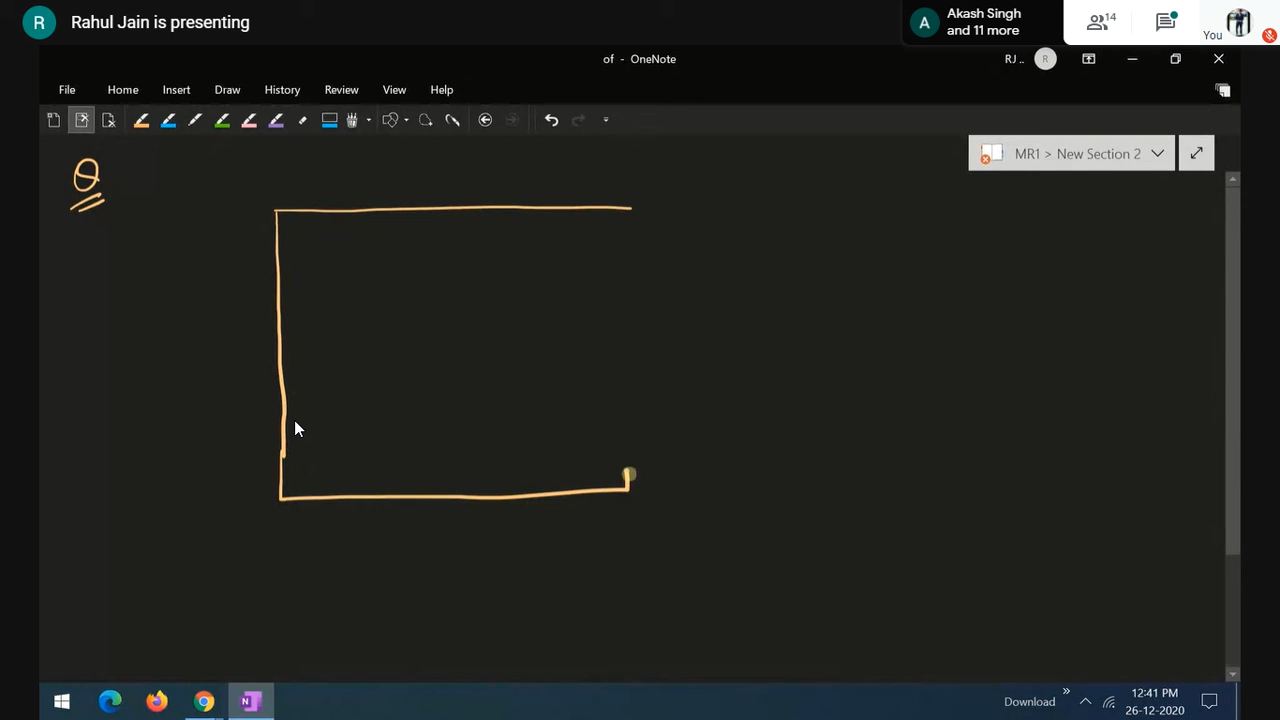 R Rahul Jain is presenting
A Akash Singh and 11 more
14
You
of - OneNote
RJ .. R
File Home Insert Draw History Review View Help
MR1 > New Section 2
Q
N
Download
12:41 PM
26-12-2020